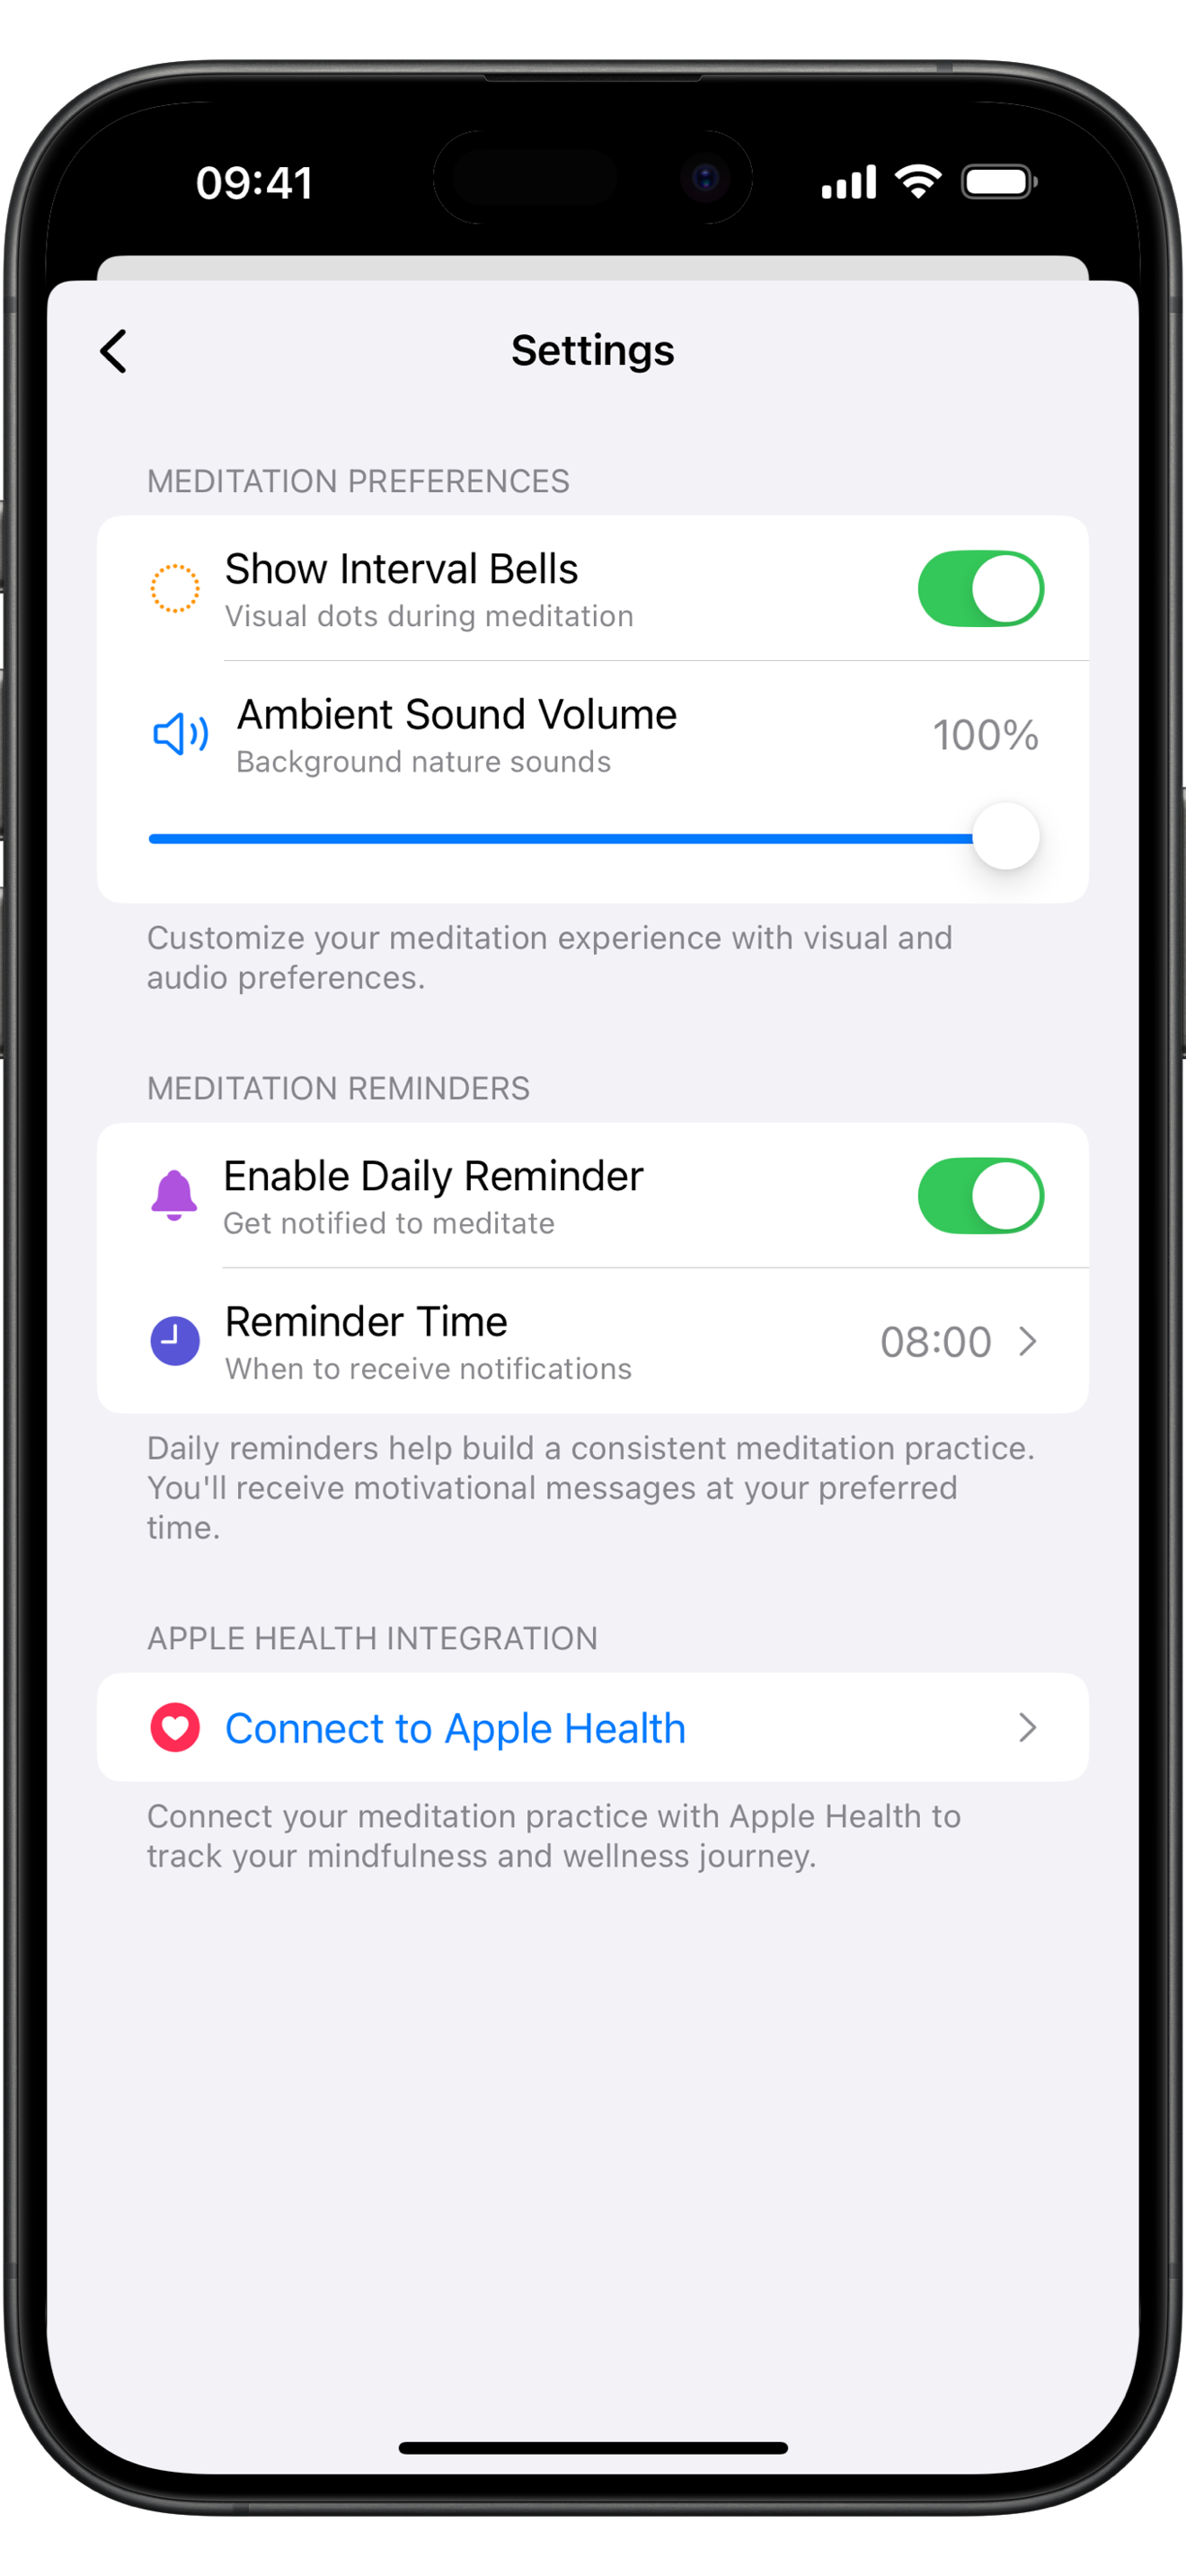 09:41
Settings
MEDITATION PREFERENCES
Show Interval Bells
Visual dots during meditation
Ambient Sound Volume
Background nature sounds
100%
Customize your meditation experience with visual and
audio preferences.
MEDITATION REMINDERS
Enable Daily Reminder
Get notified to meditate
Reminder Time
When to receive notifications
08:00
Daily reminders help build a consistent meditation practice.
You'll receive motivational messages at your preferred
time.
APPLE HEALTH INTEGRATION
Connect to Apple Health
Connect your meditation practice with Apple Health to
track your mindfulness and wellness journey.